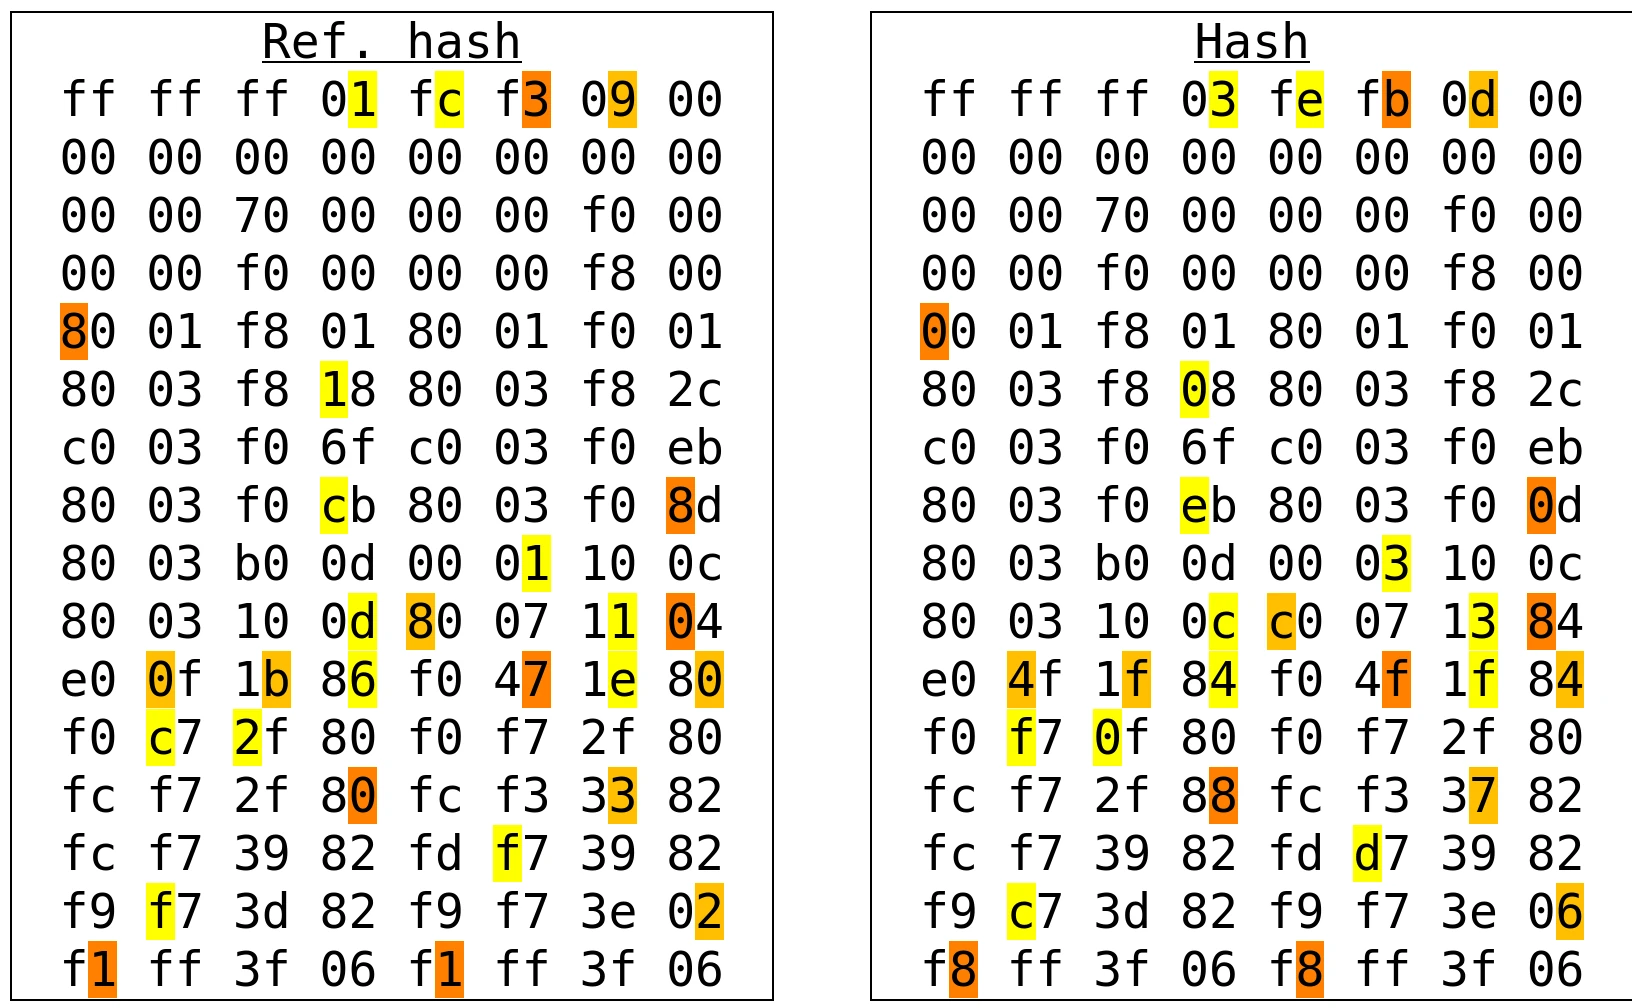 Ref. hash
ff ff ff 01 fc f3 09 00
00 00 00 00 00 00 00 00
00 00 70 00 00 00 f0 00
00 00 f0 00 00 00 f8 00
80 01 f8 01 80 01 f0 01
80 03 f8 18 80 03 f8 2c
c0 03 f0 6f c0 03 f0 eb
80 03 f0 cb 80 03 f0 8d
80 03 b0 0d 00 01 10 0c
80 03 10 0d 80 07 11 04
e0 0f 1b 86 f0 47 1e 80
f0 c7 2f 80 f0 f7 2f 80
fc f7 2f 80 fc f3 33 82
fc f7 39 82 fd f7 39 82
f9 f7 3d 82 f9 f7 3e 02
f1 ff 3f 06 f1 ff 3f 06
Hash
ff ff ff 03 fe fb 0d 00
00 00 00 00 00 00 00 00
00 00 70 00 00 00 f0 00
00 00 f0 00 00 00 f8 00
00 01 f8 01 80 01 f0 01
80 03 f8 08 80 03 f8 2c
c0 03 f0 6f c0 03 f0 eb
80 03 f0 eb 80 03 f0 0d
80 03 b0 0d 00 03 10 0c
80 03 10 0c c0 07 13 84
e0 4f 1f 84 f0 4f 1f 84
f0 f7 0f 80 f0 f7 2f 80
fc f7 2f 88 fc f3 37 82
fc f7 39 82 fd d7 39 82
f9 c7 3d 82 f9 f7 3e 06
f8 ff 3f 06 f8 ff 3f 06